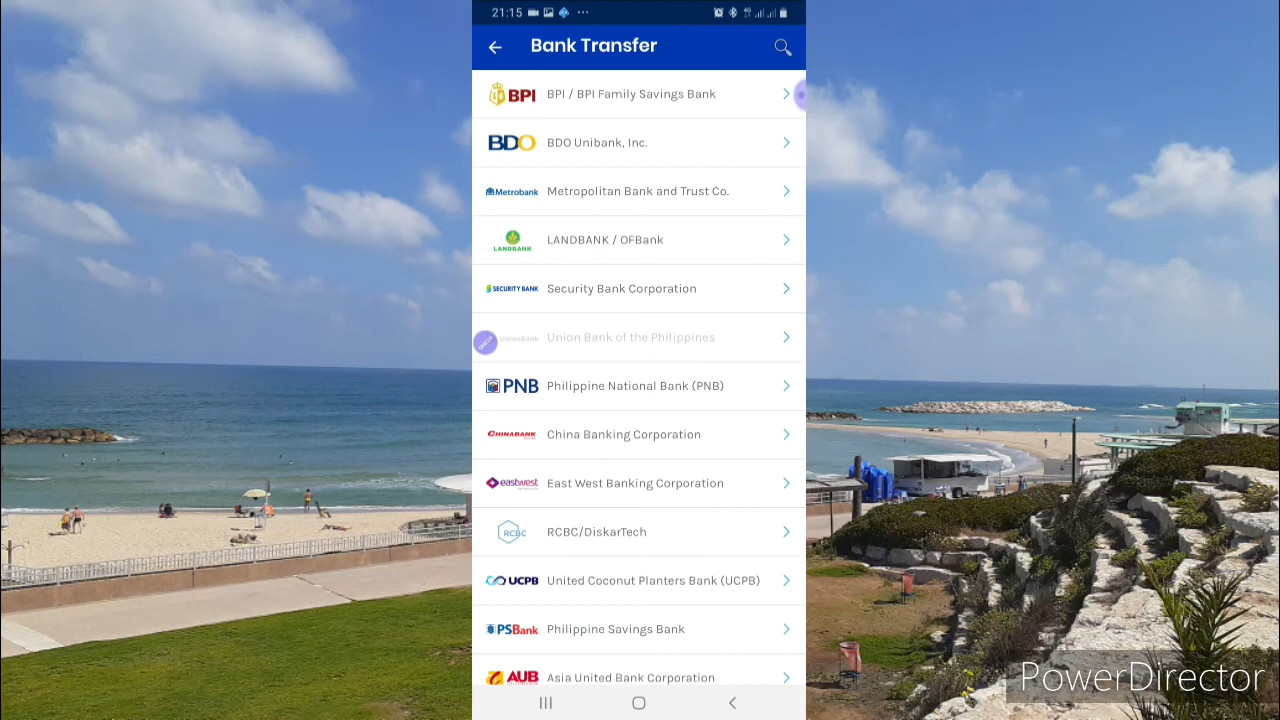 21:15
Bank Transfer
BPI BPI / BPI Family Savings Bank
BDO BDO Unibank, Inc.
Metrobank Metropolitan Bank and Trust Co.
LANDBANK LANDBANK / OFBank
SECURITY BANK Security Bank Corporation
UnionBank Union Bank of the Philippines
PNB Philippine National Bank (PNB)
CHINABANK China Banking Corporation
eastwest East West Banking Corporation
RCBC RCBC/DiskarTech
UCPB United Coconut Planters Bank (UCPB)
PSBank Philippine Savings Bank
AUB Asia United Bank Corporation
PowerDirector